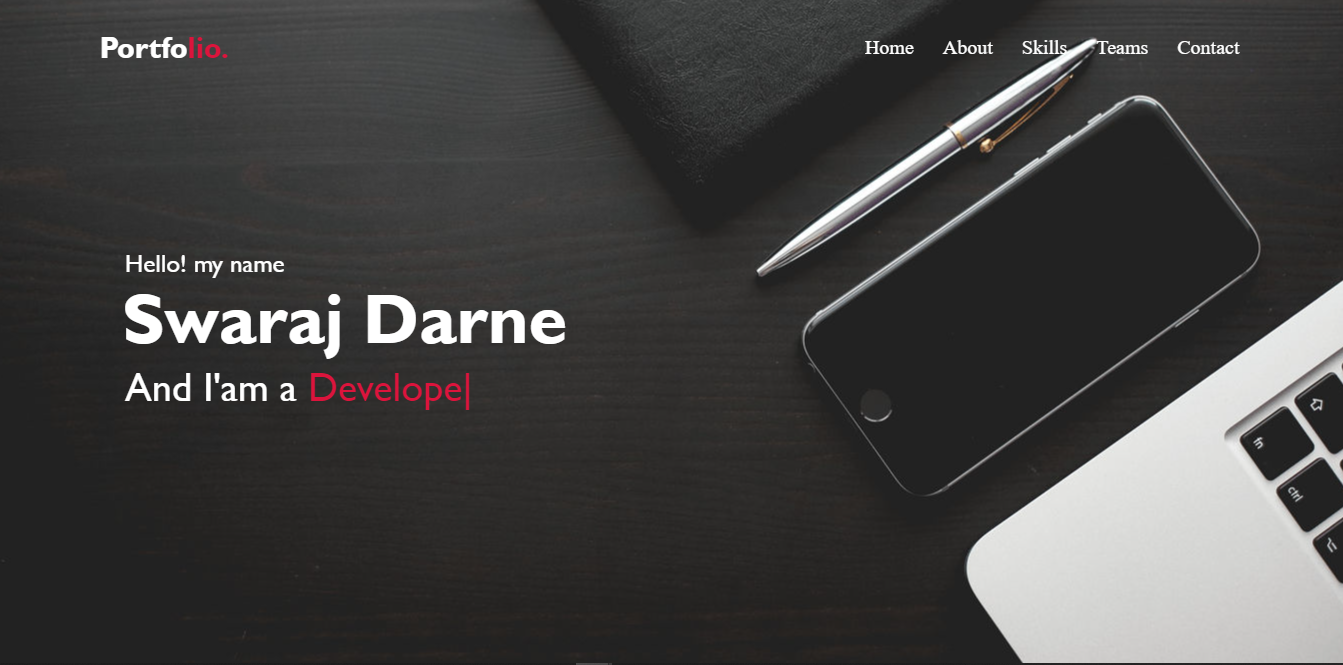 Portfolio.
Home About Skills Teams Contact
Hello! my name
Swaraj Darne
And I'am a Develope|
fn
ctrl